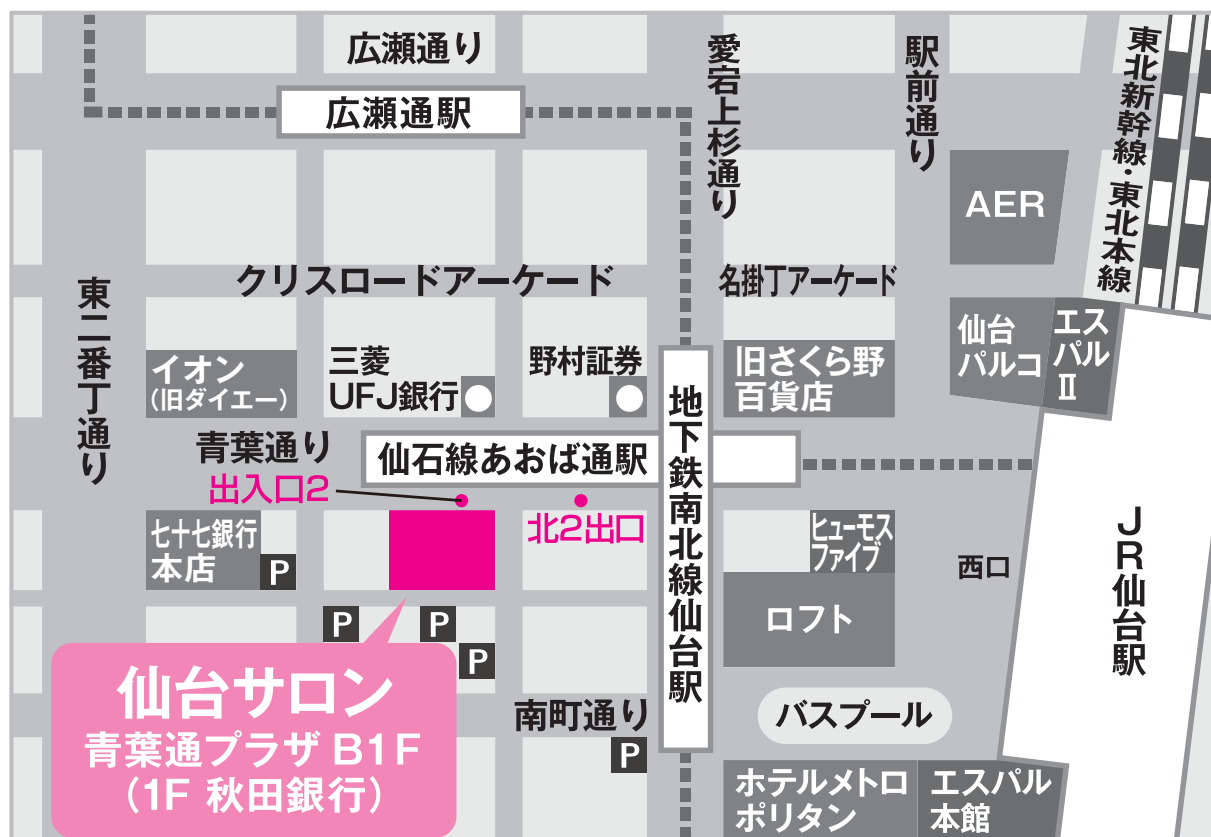 広瀬通り
広瀬通駅
愛宕上杉通り
駅前通り
東北新幹線・東北本線
AER
クリスロードアーケード
名掛丁アーケード
東二番丁通り
イオン
(旧ダイエー)
三菱
UFJ銀行
野村証券
旧さくら野
百貨店
仙台
パルコ
エス
パル
II
青葉通り
仙石線あおば通駅
地下鉄南北線仙台駅
出入口2
北2出口
七十七銀行
本店
P
ヒューモス
ファイブ
西口
JR仙台駅
ロフト
P
P
P
仙台サロン
青葉通プラザ B1F
(1F 秋田銀行)
南町通り
P
バスプール
ホテルメトロ
ポリタン
エスパル
本館